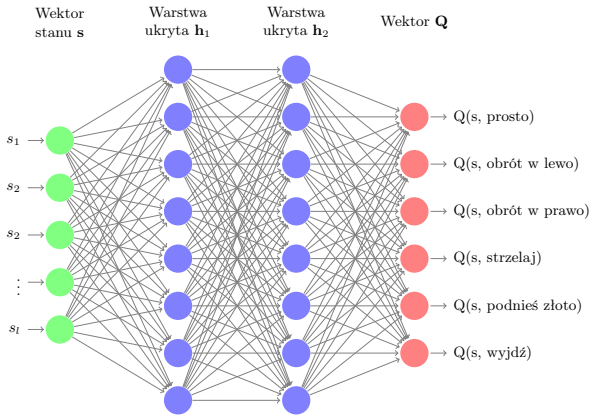 Wektor
stanu s
Warstwa
ukryta h₁
Warstwa
ukryta h₂
Wektor Q
s₁
s₂
s₂
⋮
sₗ
Q(s, prosto)
Q(s, obrót w lewo)
Q(s, obrót w prawo)
Q(s, strzelaj)
Q(s, podnieś złoto)
Q(s, wyjdź)